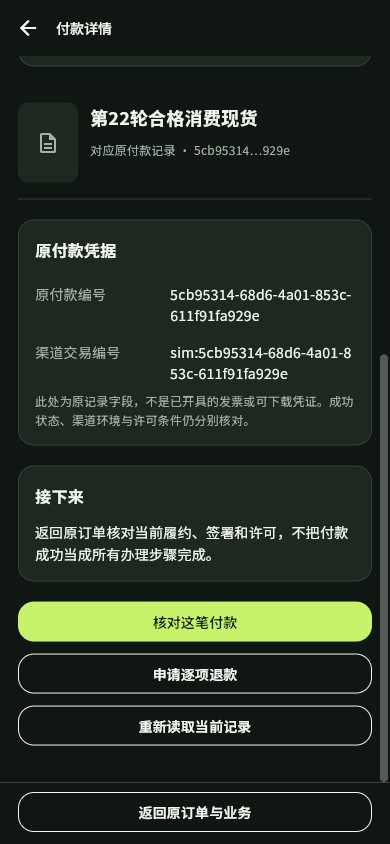 付款详情
第22轮合格消费现货
对应原付款记录 · 5cb95314…929e
原付款凭据
原付款编号
5cb95314-68d6-4a01-853c-
611f91fa929e
渠道交易编号
sim:5cb95314-68d6-4a01-8
53c-611f91fa929e
此处为原记录字段，不是已开具的发票或可下载凭证。成功
状态、渠道环境与许可条件仍分别核对。
接下来
返回原订单核对当前履约、签署和许可，不把付款
成功当成所有办理步骤完成。
核对这笔付款
申请逐项退款
重新读取当前记录
返回原订单与业务